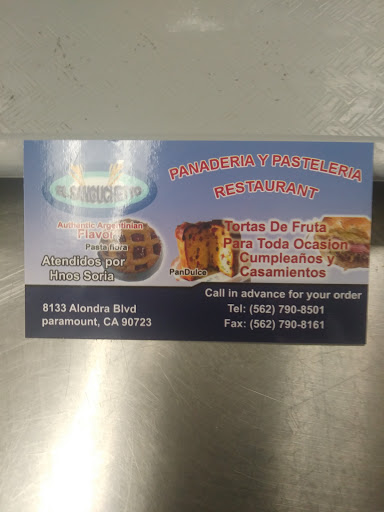 EL SANGUCHETTO
PANADERIA Y PASTELERIA
RESTAURANT
Authentic Argentinian
Flavor
Pasta flora
Atendidos por
Hnos Soria
PanDulce
Tortas De Fruta
Para Toda Ocasion
Cumpleaños y
Casamientos
Call in advance for your order
8133 Alondra Blvd
paramount, CA 90723
Tel: (562) 790-8501
Fax: (562) 790-8161